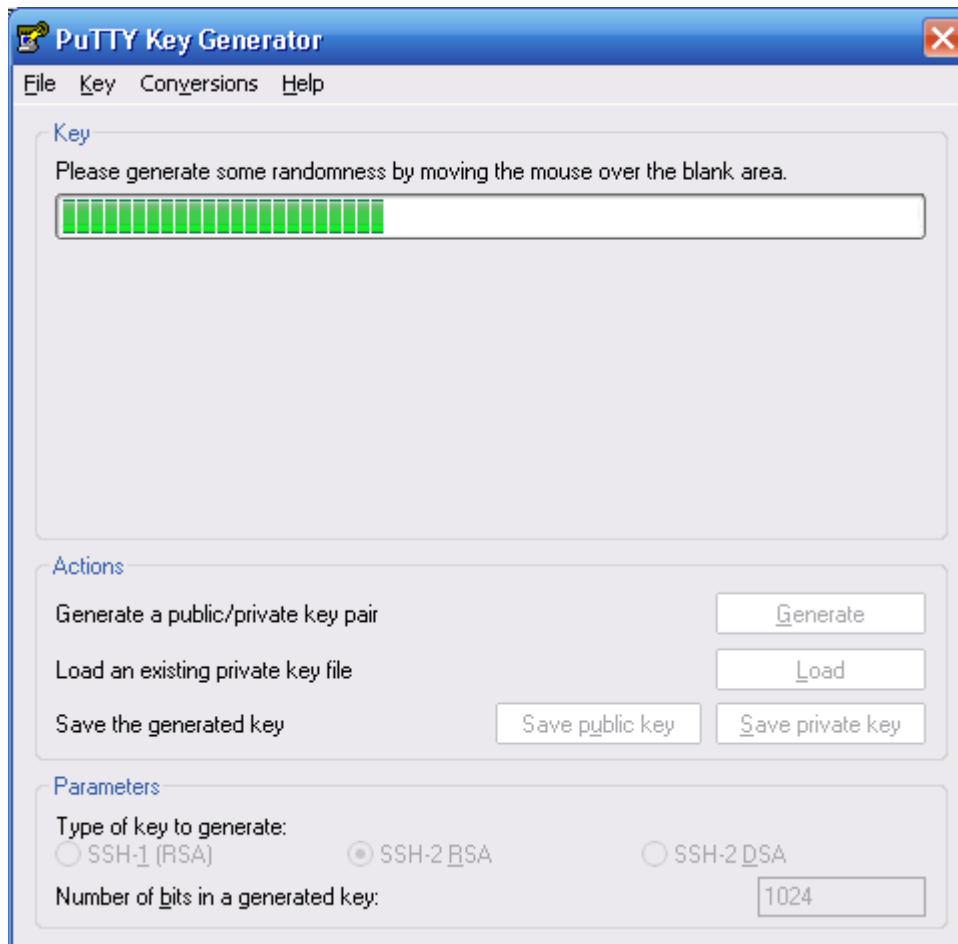 PuTTY Key Generator
File Key Conversions Help
Key
Please generate some randomness by moving the mouse over the blank area.
Actions
Generate a public/private key pair Generate
Load an existing private key file Load
Save the generated key Save public key Save private key
Parameters
Type of key to generate:
SSH-1 (RSA) SSH-2 RSA SSH-2 DSA
Number of bits in a generated key: 1024